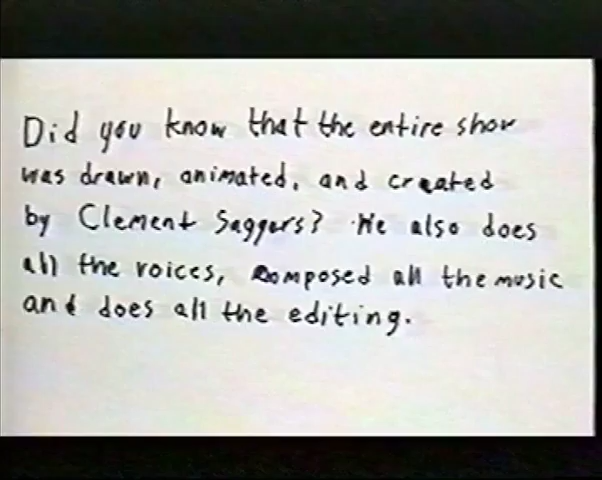 Did you know that the entire show
was drawn, animated, and created
by Clement Saggers? He also does
all the voices, composed all the music
and does all the editing.